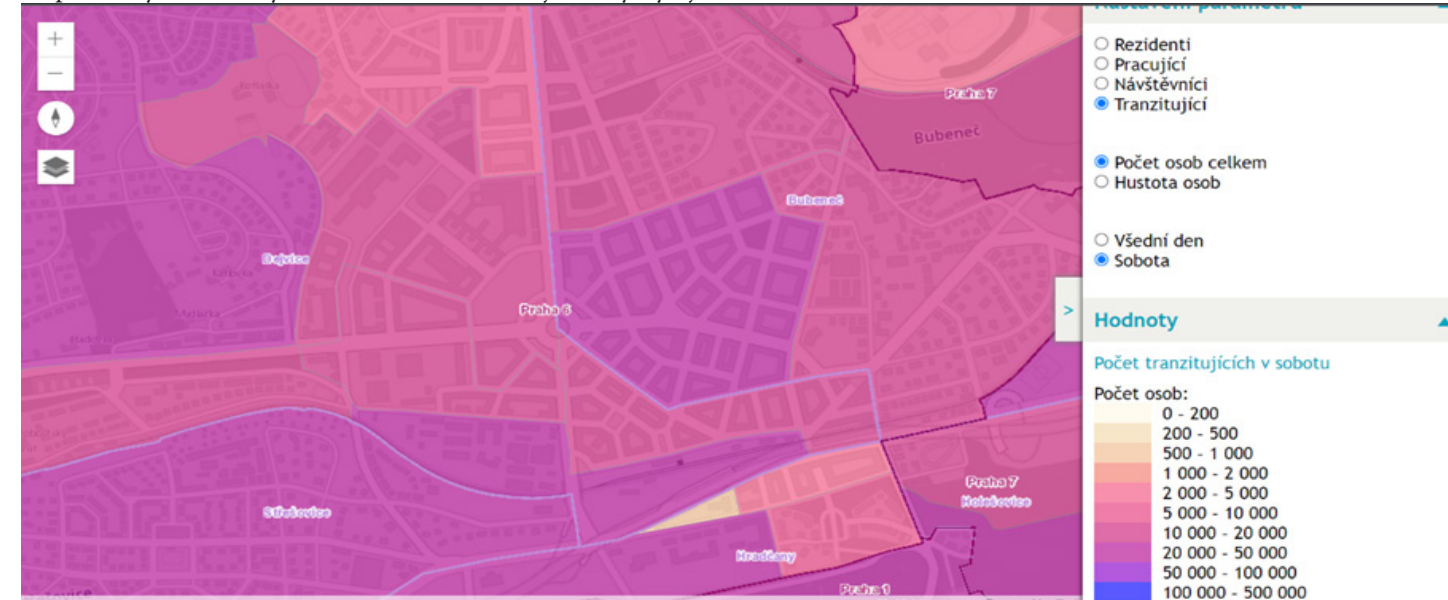 Praha 7
Bubeneč
Bubeneč
Dejvice
Praha 6
Střešovice
Praha 7
Holešovice
Hradčany
Praha 1
>
Nastavení parametrů
Rezidenti
Pracující
Návštěvníci
Tranzitující
Počet osob celkem
Hustota osob
Všední den
Sobota
Hodnoty
Počet tranzitujících v sobotu
Počet osob:
0 - 200
200 - 500
500 - 1 000
1 000 - 2 000
2 000 - 5 000
5 000 - 10 000
10 000 - 20 000
20 000 - 50 000
50 000 - 100 000
100 000 - 500 000